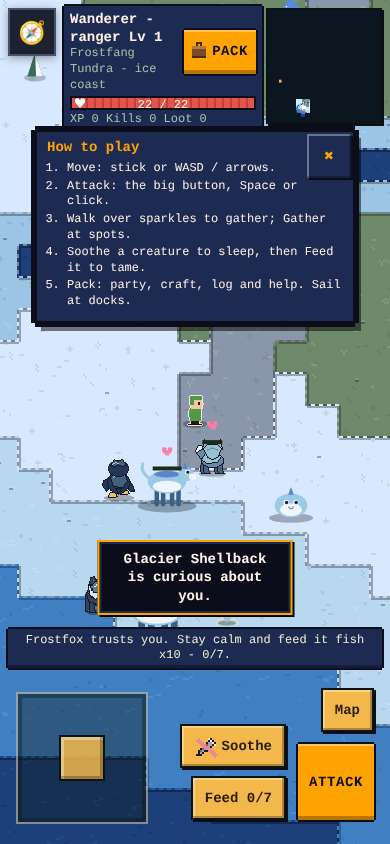 Wanderer -
ranger Lv 1
Frostfang
Tundra - ice
coast
PACK
22 / 22
XP 0 Kills 0 Loot 0
How to play
×
1. Move: stick or WASD / arrows.
2. Attack: the big button, Space or
click.
3. Walk over sparkles to gather; Gather
at spots.
4. Soothe a creature to sleep, then Feed
it to tame.
5. Pack: party, craft, log and help. Sail
at docks.
Glacier Shellback
is curious about
you.
Frostfox trusts you. Stay calm and feed it fish
x10 - 0/7.
Map
Soothe
Feed 0/7
ATTACK